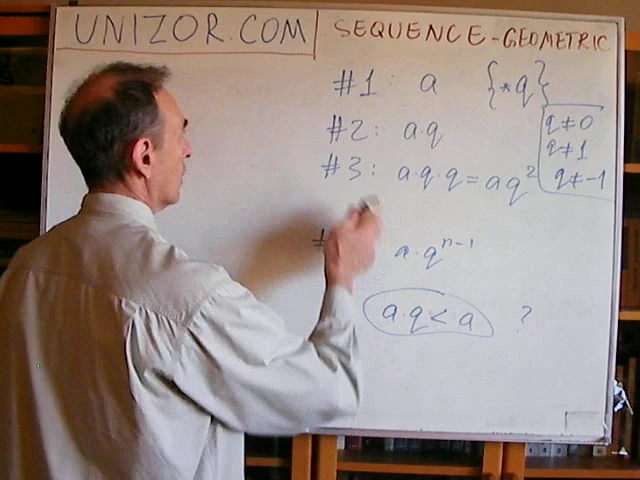 UNIZOR.COM
SEQUENCE-GEOMETRIC
#1: a {*q}
#2: a·q
#3: a·q·q=aq²
q≠0
q≠1
q≠-1
# a·qⁿ⁻¹
a·q<a ?